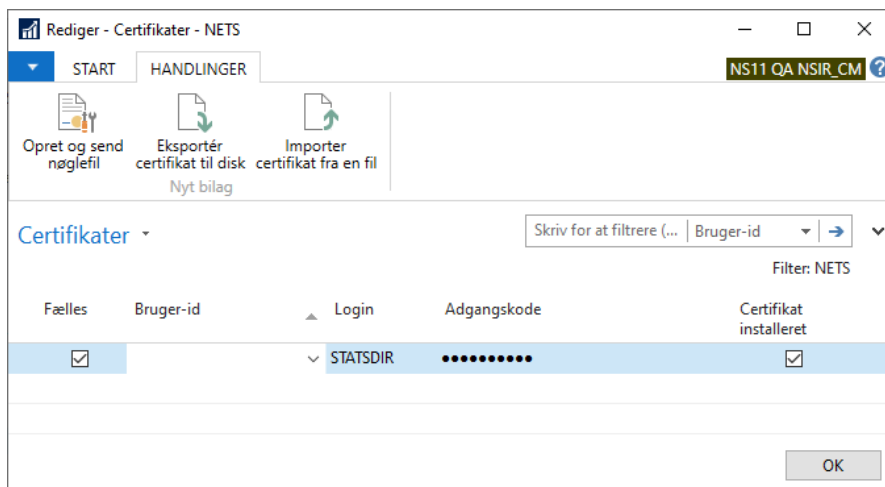 Rediger - Certifikater - NETS
START HANDLINGER NS11 QA NSIR_CM ?
Opret og send nøglefil
Eksportér certifikat til disk
Importer certifikat fra en fil
Nyt bilag
Certifikater Skriv for at filtrere (... Bruger-id
Filter: NETS
Fælles Bruger-id Login Adgangskode Certifikat installeret
STATSDIR ••••••••••
OK